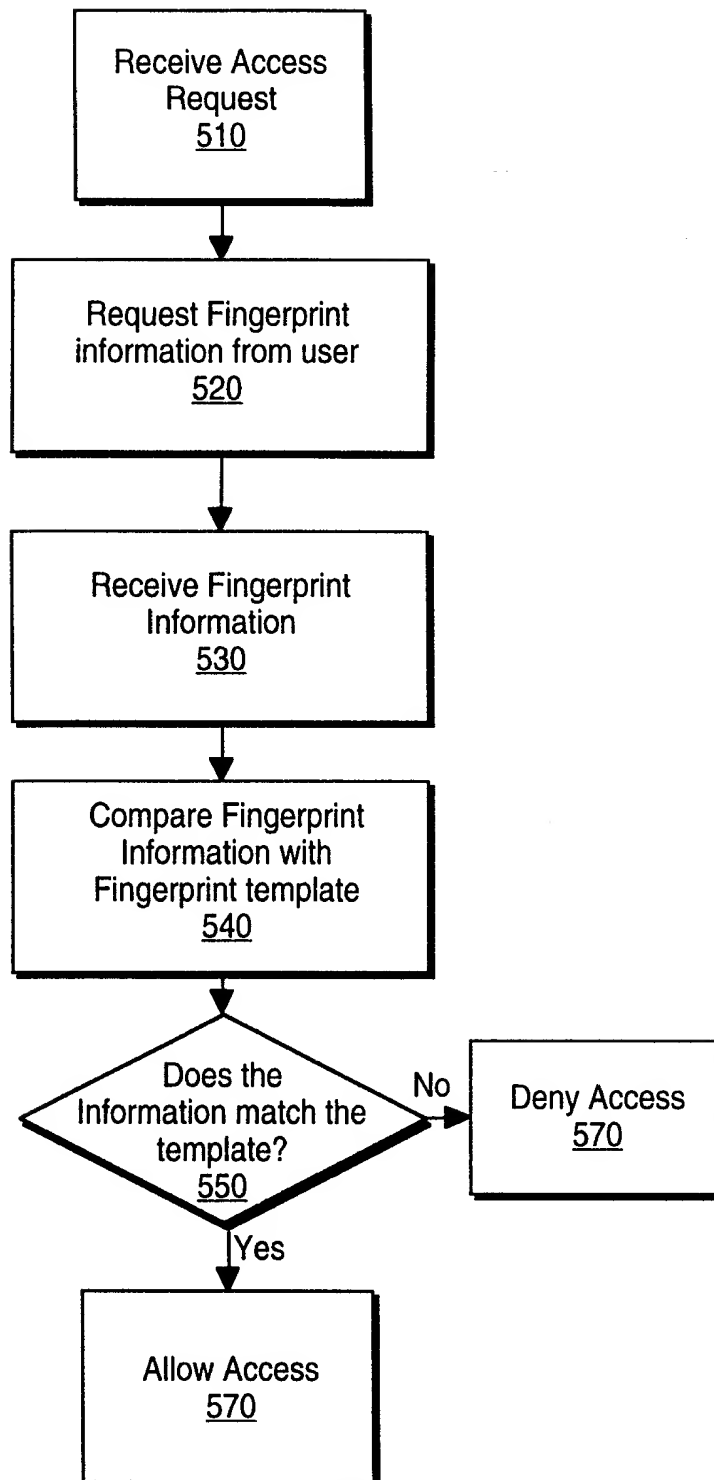 Receive Access
Request
510
Request Fingerprint
information from user
520
Receive Fingerprint
Information
530
Compare Fingerprint
Information with
Fingerprint template
540
Does the
Information match the
template?
550
No
Deny Access
570
Yes
Allow Access
570